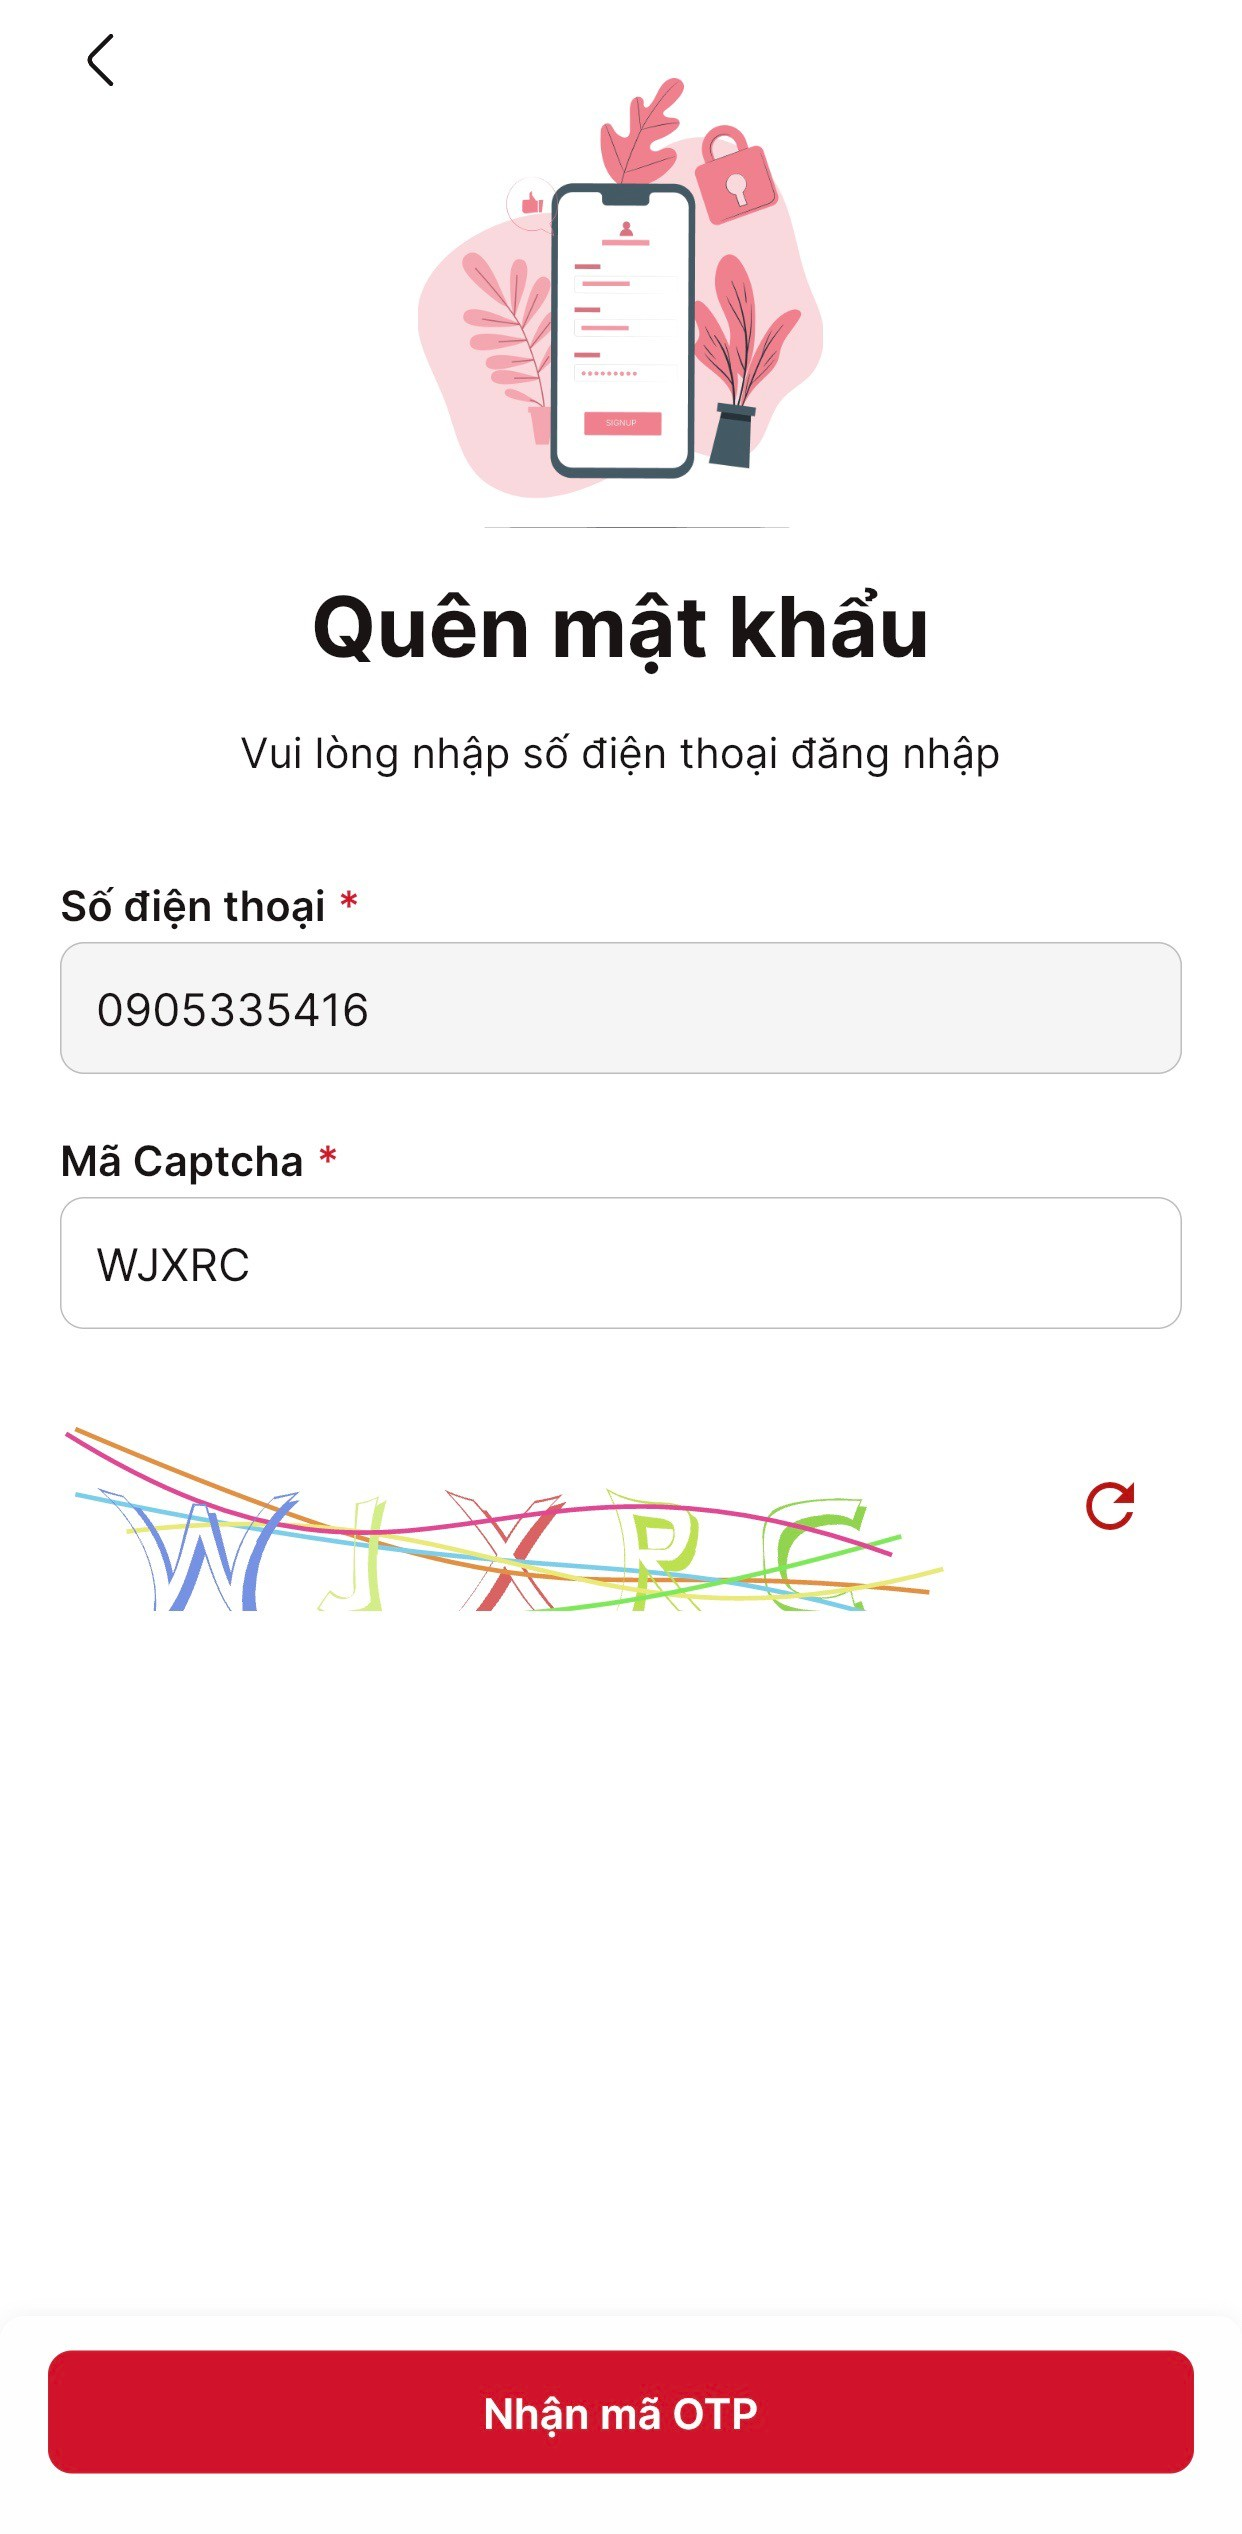 SIGNUP
Quên mật khẩu
Vui lòng nhập số điện thoại đăng nhập
Số điện thoại *
0905335416
Mã Captcha *
WJXRC
WJXRC
Nhận mã OTP